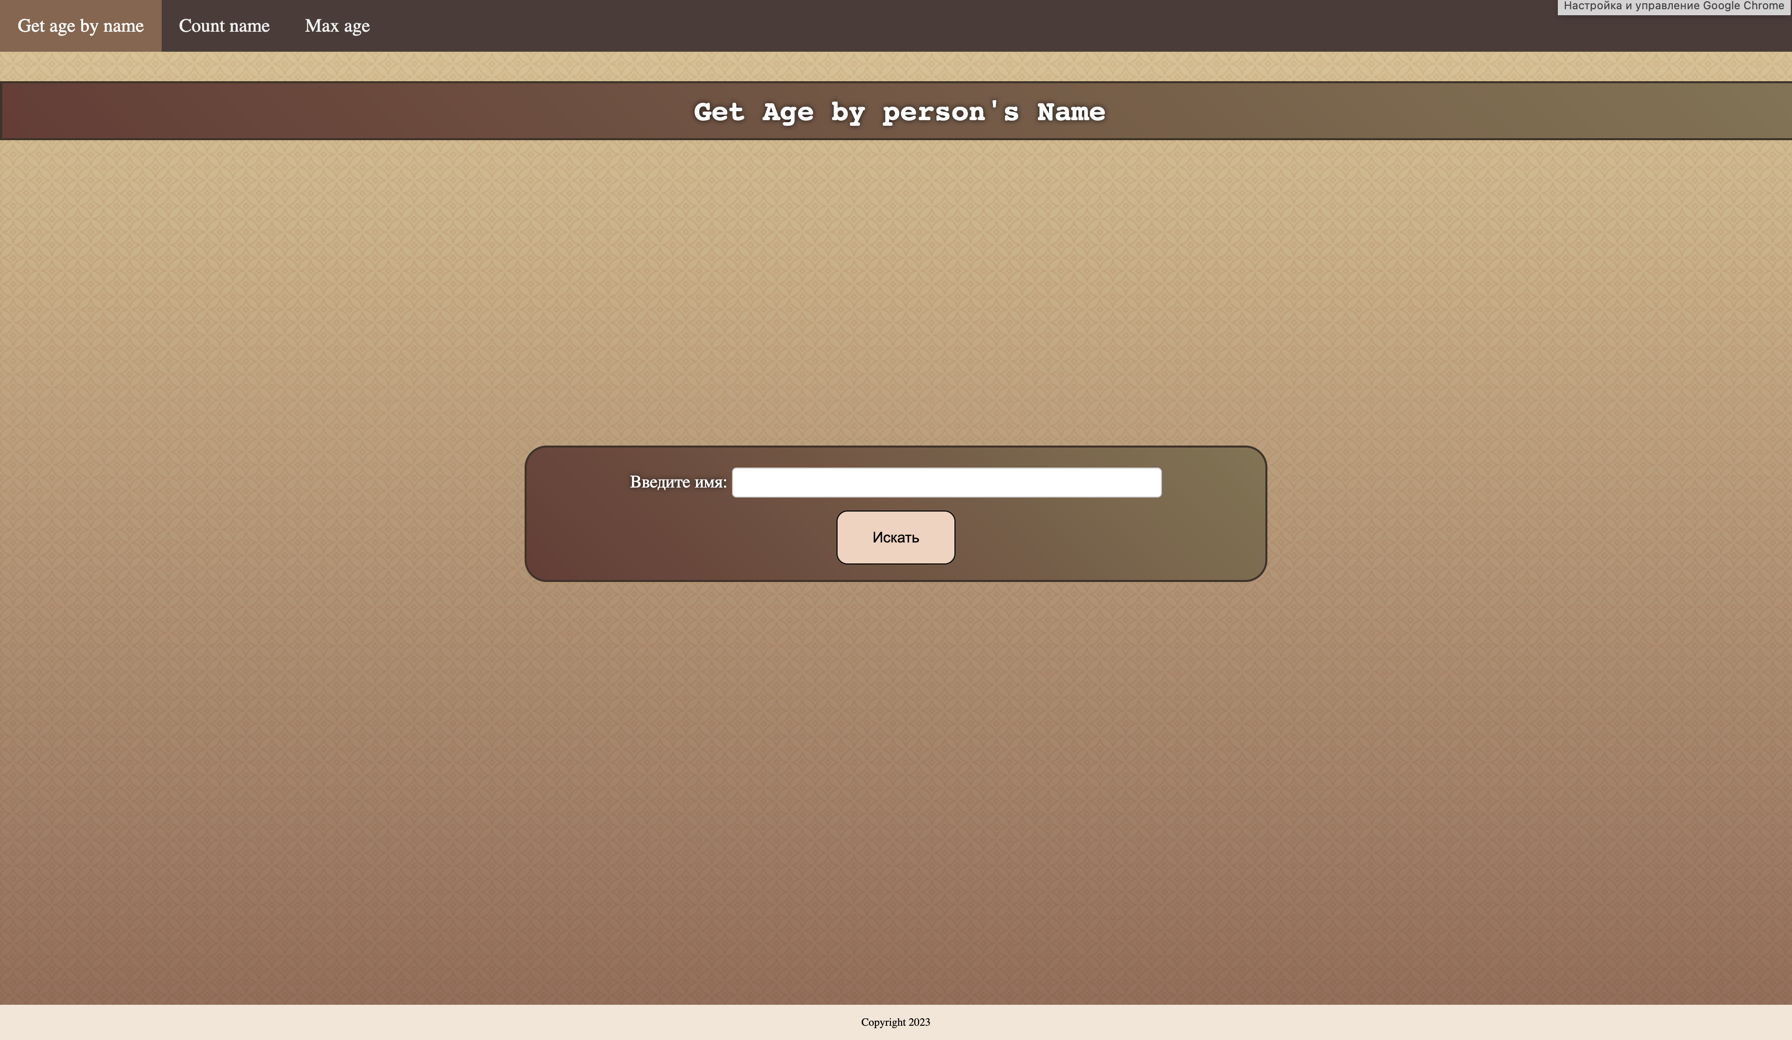 Get age by name Count name Max age
Настройка и управление Google Chrome
Get Age by person's Name
Введите имя:
Искать
Copyright 2023